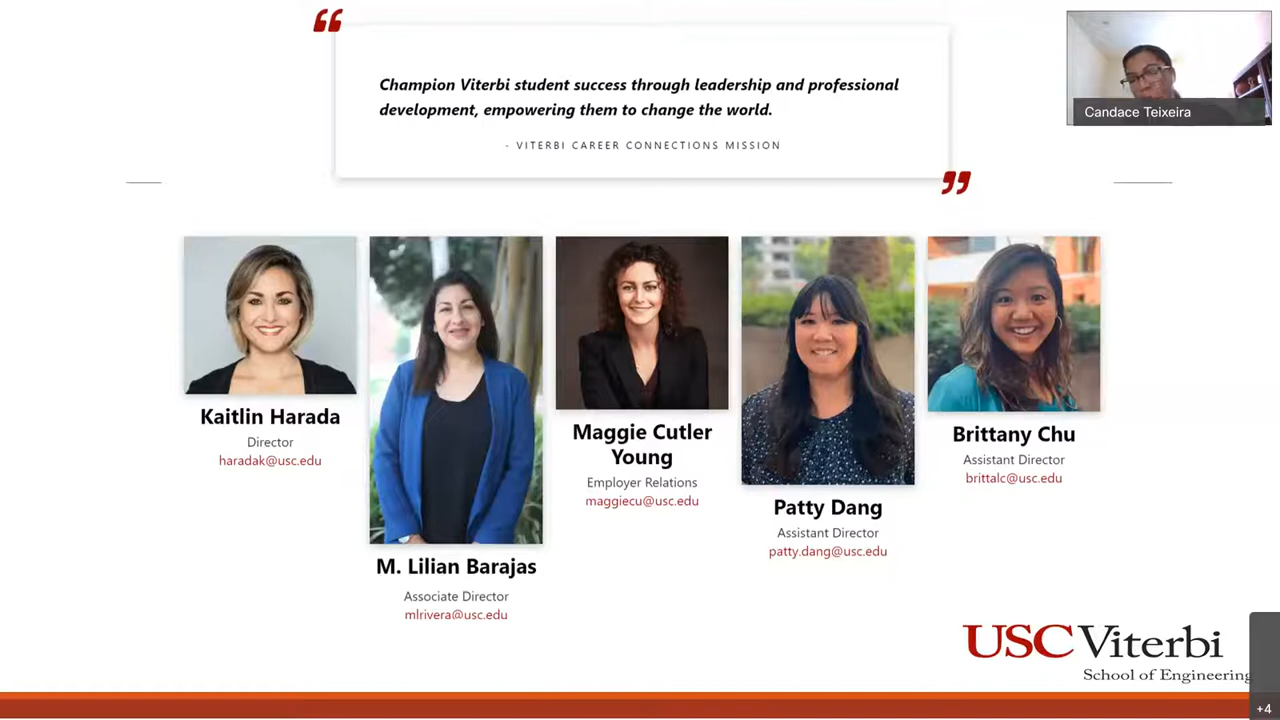 “
Champion Viterbi student success through leadership and professional
development, empowering them to change the world.
- VITERBI CAREER CONNECTIONS MISSION
”
Candace Teixeira
Kaitlin Harada
Director
haradak@usc.edu
M. Lilian Barajas
Associate Director
mlrivera@usc.edu
Maggie Cutler
Young
Employer Relations
maggiecu@usc.edu
Patty Dang
Assistant Director
patty.dang@usc.edu
Brittany Chu
Assistant Director
brittalc@usc.edu
USC Viterbi
School of Engineering
+4